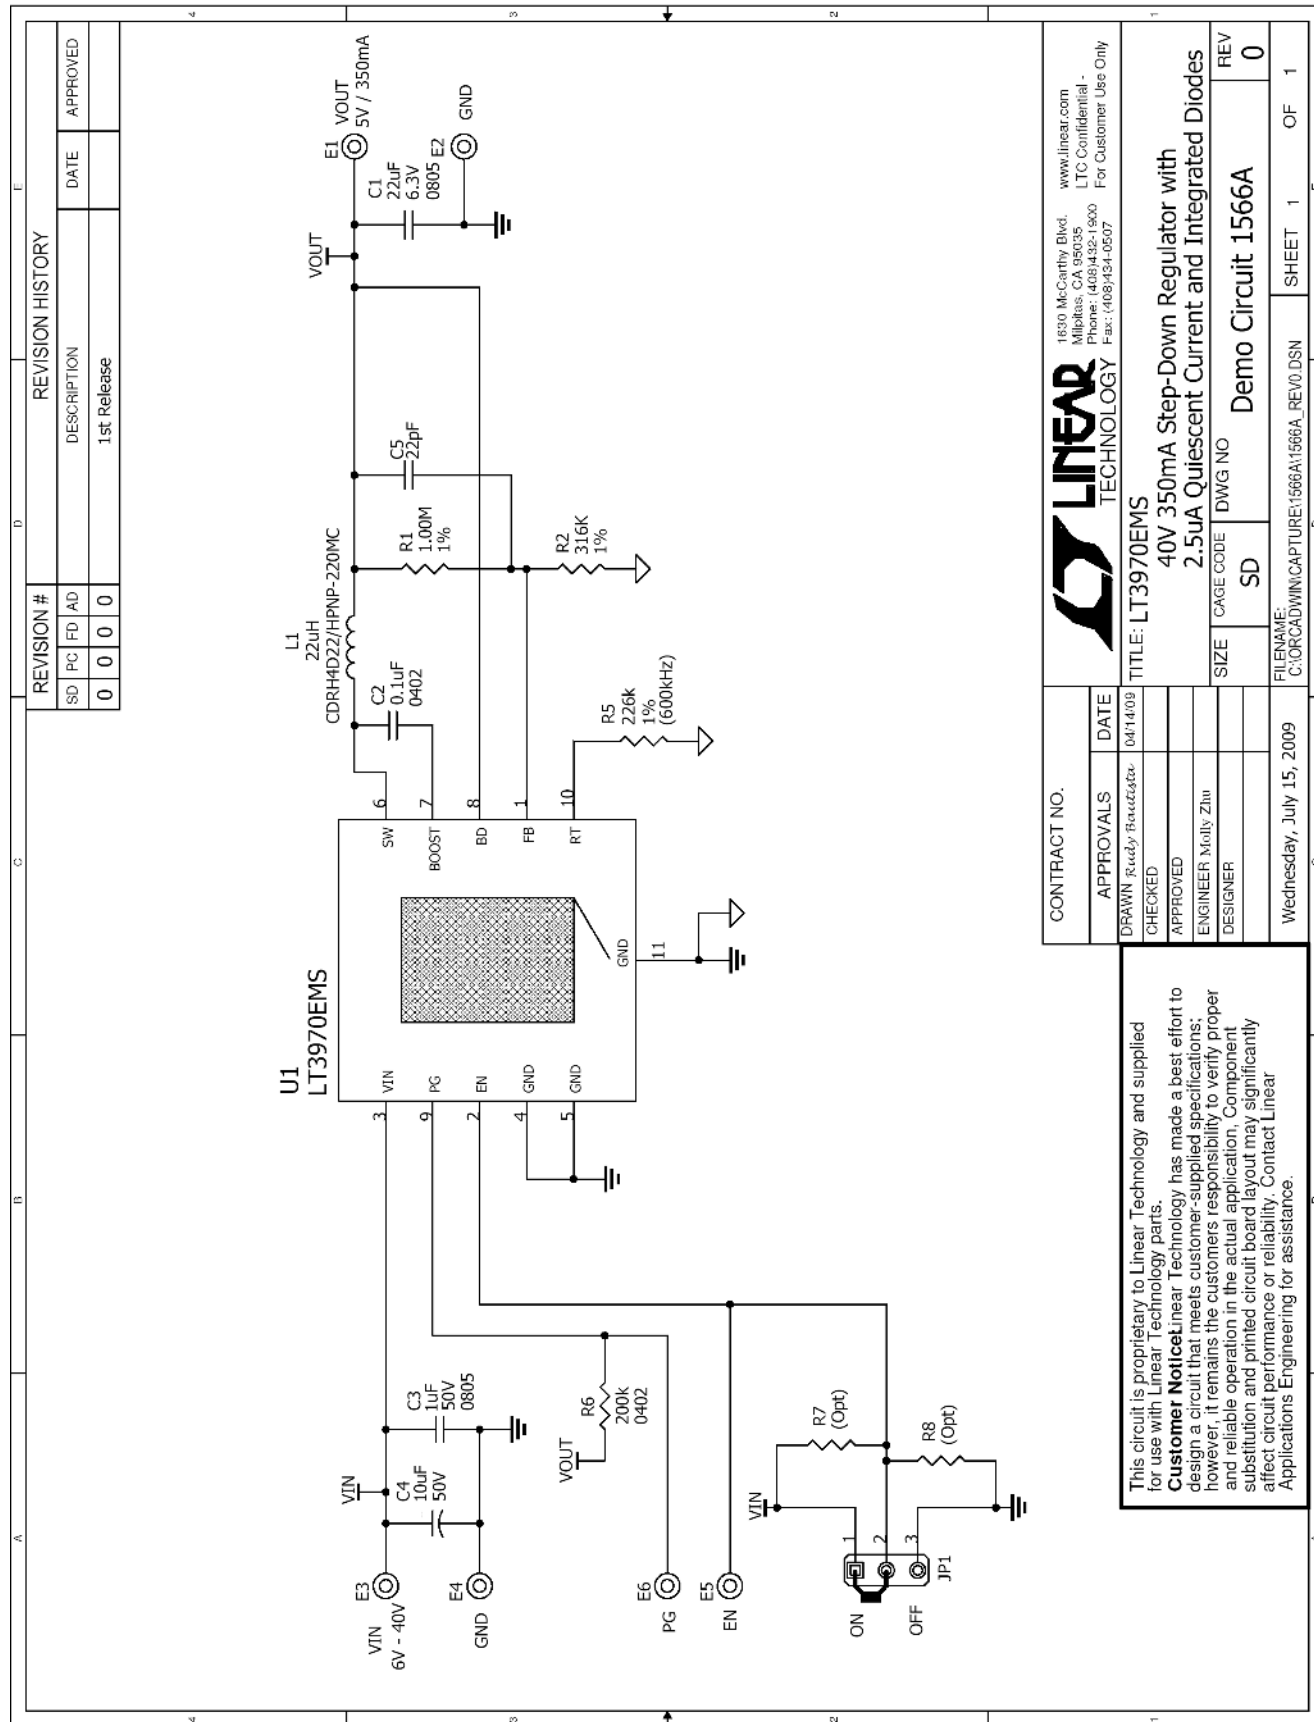 REVISION #
REVISION HISTORY
SD PC FD AD
DESCRIPTION
DATE
APPROVED
0 0 0 0
1st Release
E3
VIN
6V - 40V
E4
GND
VIN
C4
10uF
50V
C3
1uF
50V
0805
VOUT
R6
200k
0402
E6
PG
E5
EN
VIN
R7
(Opt)
R8
(Opt)
1
2
3
ON
OFF
JP1
U1
LT3970EMS
3
VIN
9
PG
2
EN
4
GND
5
GND
SW
6
BOOST
7
BD
8
FB
1
RT
10
GND
11
C2
0.1uF
0402
L1
22uH
CDRH4D22/HPNP-220MC
R5
226k
1%
(600kHz)
R1
1.00M
1%
C5
22pF
R2
316K
1%
VOUT
C1
22uF
6.3V
0805
E1
VOUT
5V / 350mA
E2
GND
This circuit is proprietary to Linear Technology and supplied
for use with Linear Technology parts.
Customer Notice:Linear Technology has made a best effort to
design a circuit that meets customer-supplied specifications;
however, it remains the customers responsibility to verify proper
and reliable operation in the actual application, Component
substitution and printed circuit board layout may significantly
affect circuit performance or reliability. Contact Linear
Applications Engineering for assistance.
CONTRACT NO.
APPROVALS
DATE
DRAWN Rudy Bautista 04/14/09
CHECKED
APPROVED
ENGINEER Molly Zhu
DESIGNER
Wednesday, July 15, 2009
LINEAR
TECHNOLOGY
1630 McCarthy Blvd.
Milpitas, CA 95035
Phone: (408)432-1900
Fax: (408)434-0507
www.linear.com
LTC Confidential -
For Customer Use Only
TITLE: LT3970EMS
40V 350mA Step-Down Regulator with
2.5uA Quiescent Current and Integrated Diodes
SIZE
CAGE CODE
SD
DWG NO
Demo Circuit 1566A
REV
0
FILENAME:
C:\ORCADWIN\CAPTURE\1566A\1566A_REV0.DSN
SHEET 1 OF 1
A
B
C
D
E
4
3
2
1